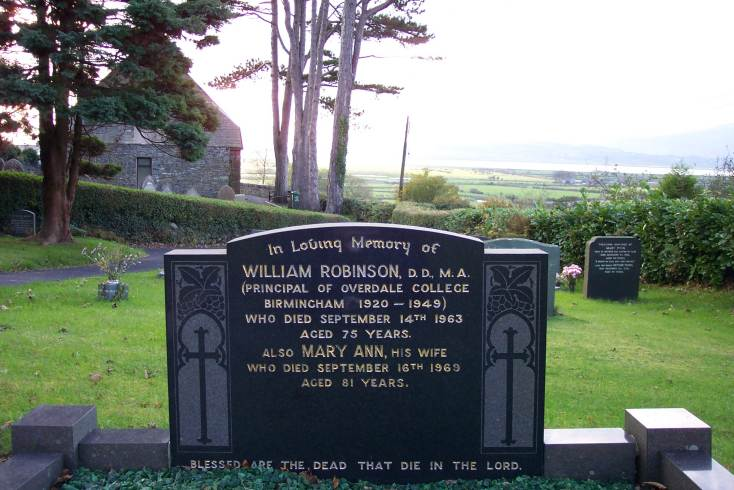 In Loving Memory of
WILLIAM ROBINSON, D.D., M.A.
(PRINCIPAL OF OVERDALE COLLEGE
BIRMINGHAM 1920 — 1949)
WHO DIED SEPTEMBER 14TH 1963
AGED 75 YEARS.
ALSO MARY ANN, HIS WIFE
WHO DIED SEPTEMBER 16TH 1969
AGED 81 YEARS.
BLESSED ARE THE DEAD THAT DIE IN THE LORD.